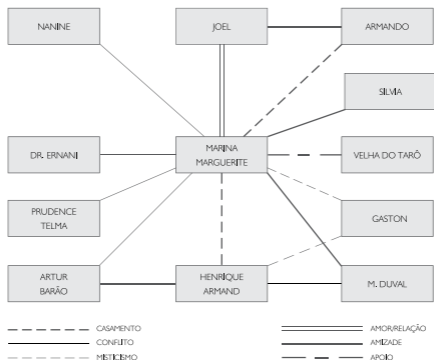 NANINE
JOEL
ARMANDO
SILVIA
DR. ERNANI
MARINA
MARGUERITE
VELHA DO TARÔ
PRUDENCE
TELMA
GASTON
ARTUR
BARÃO
HENRIQUE
ARMAND
M. DUVAL
CASAMENTO
CONFLITO
MISTICISMO
AMOR/RELAÇÃO
AMIZADE
APOIO